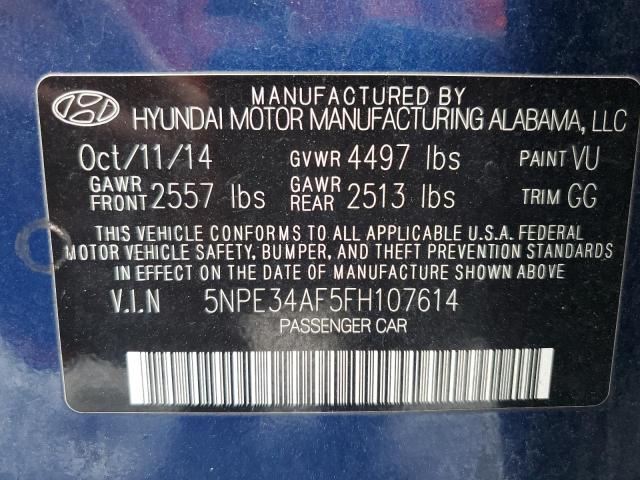 MANUFACTURED BY
HYUNDAI MOTOR MANUFACTURING ALABAMA, LLC
Oct/11/14 GVWR 4497 lbs PAINT VU
GAWR FRONT 2557 lbs GAWR REAR 2513 lbs TRIM GG
THIS VEHICLE CONFORMS TO ALL APPLICABLE U.S.A. FEDERAL
MOTOR VEHICLE SAFETY, BUMPER, AND THEFT PREVENTION STANDARDS
IN EFFECT ON THE DATE OF MANUFACTURE SHOWN ABOVE
V.I.N 5NPE34AF5FH107614
PASSENGER CAR